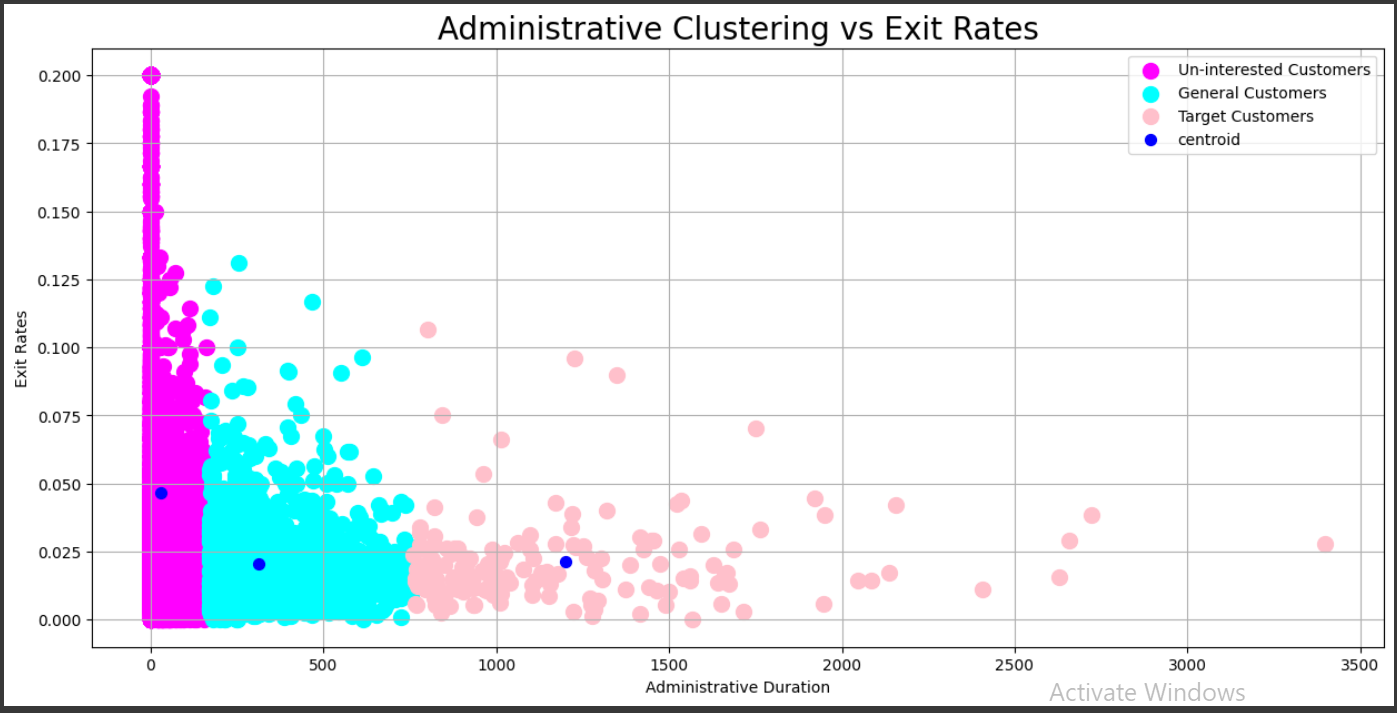 Administrative Clustering vs Exit Rates
Un-interested Customers
General Customers
Target Customers
centroid
0.200
0.175
0.150
0.125
0.100
0.075
0.050
0.025
0.000
Exit Rates
0 500 1000 1500 2000 2500 3000 3500
Administrative Duration
Activate Windows